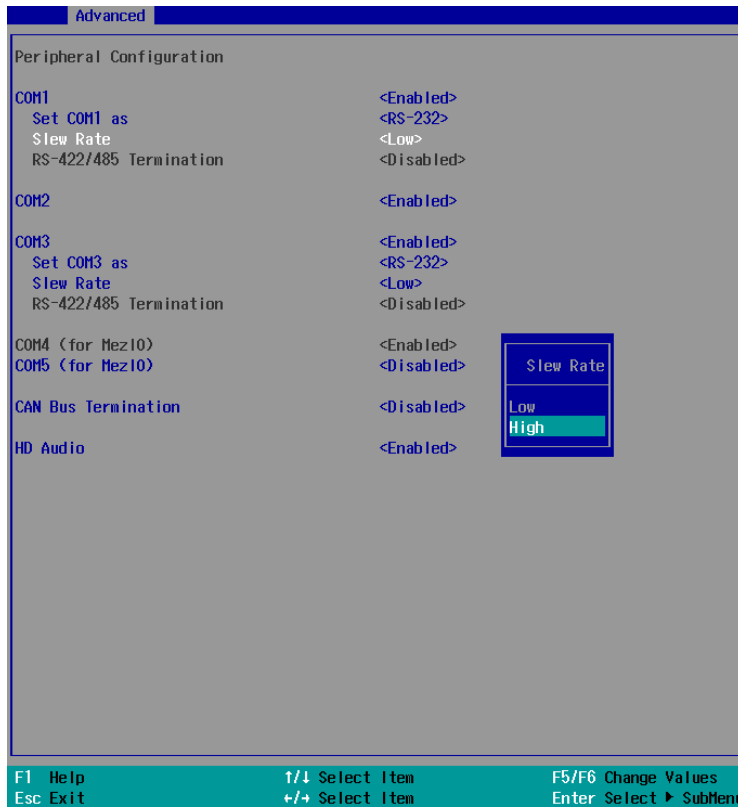 Advanced
Peripheral Configuration
COM1 <Enabled>
Set COM1 as <RS-232>
Slew Rate <Low>
RS-422/485 Termination <Disabled>
COM2 <Enabled>
COM3 <Enabled>
Set COM3 as <RS-232>
Slew Rate <Low>
RS-422/485 Termination <Disabled>
COM4 (for MezIO) <Enabled>
COM5 (for MezIO) <Disabled>
CAN Bus Termination <Disabled>
HD Audio <Enabled>
Slew Rate
Low
High
F1 Help ↑/↓ Select Item F5/F6 Change Values
Esc Exit ←/→ Select Item Enter Select ▶ SubMenu